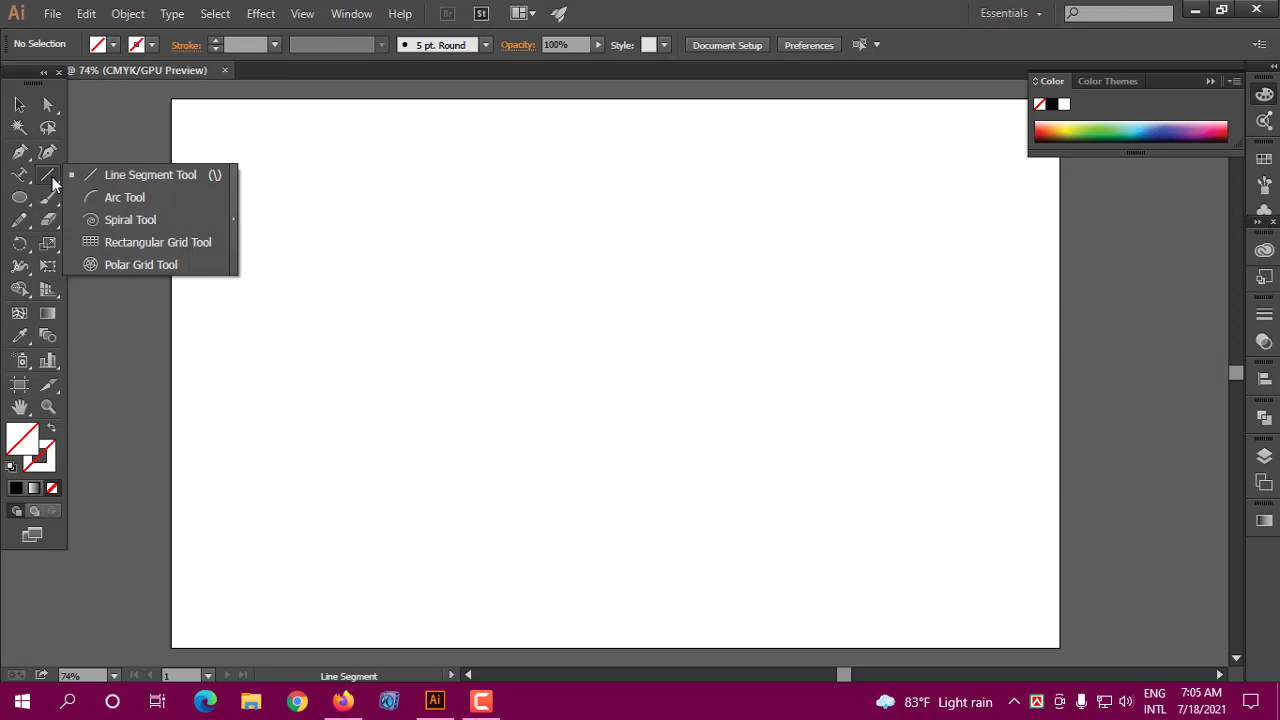 Ai File Edit Object Type Select Effect View Window Help Br St Essentials
No Selection Stroke: 5 pt. Round Opacity: 100% Style: Document Setup Preferences
@ 74% (CMYK/GPU Preview) ×
Color Color Themes
Line Segment Tool (\)
Arc Tool
Spiral Tool
Rectangular Grid Tool
Polar Grid Tool
74% 1 Line Segment
Ai 83°F Light rain ENG INTL 7:05 AM 7/18/2021